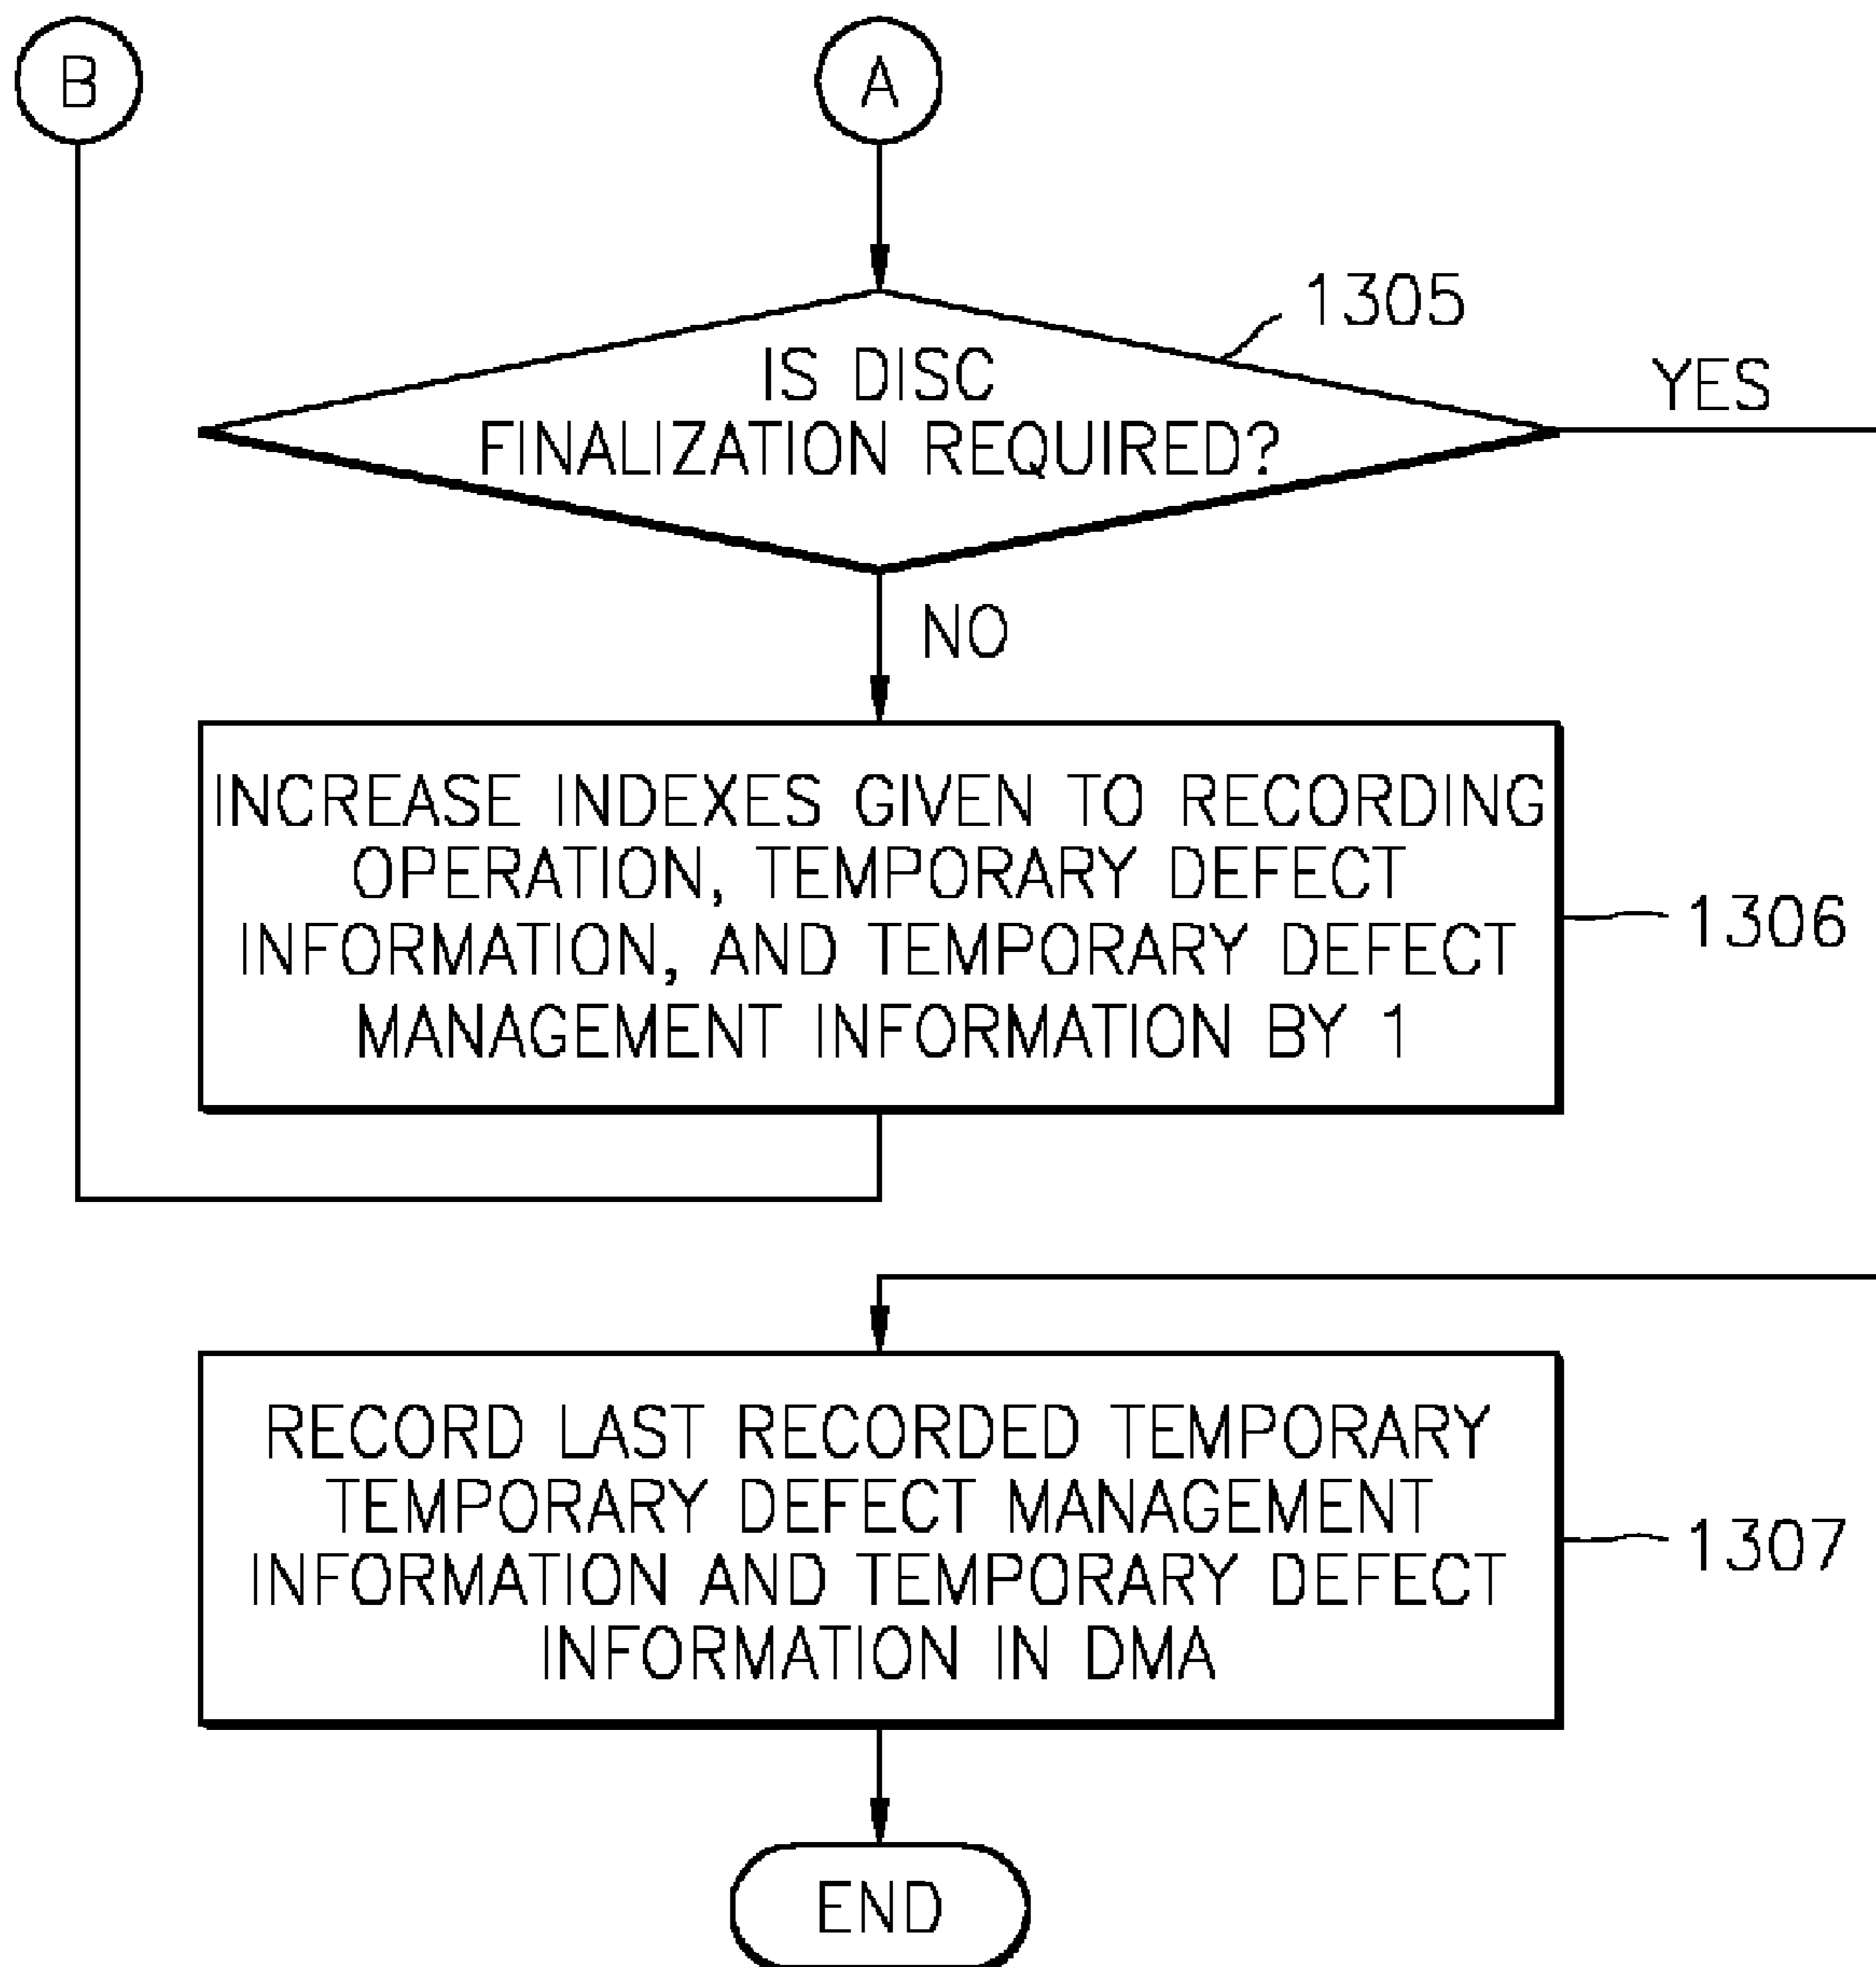 B
A
1305
IS DISC
FINALIZATION REQUIRED?
YES
NO
INCREASE INDEXES GIVEN TO RECORDING
OPERATION, TEMPORARY DEFECT
INFORMATION, AND TEMPORARY DEFECT
MANAGEMENT INFORMATION BY 1
1306
RECORD LAST RECORDED TEMPORARY
TEMPORARY DEFECT MANAGEMENT
INFORMATION AND TEMPORARY DEFECT
INFORMATION IN DMA
1307
END